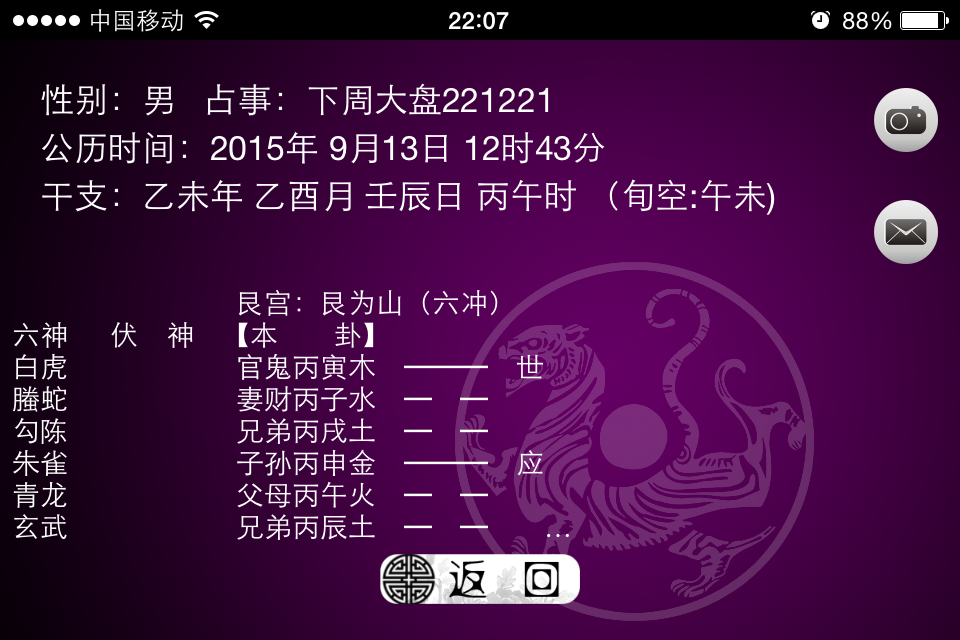 中国移动 22:07 88%
性别：男 占事：下周大盘221221
公历时间：2015年 9月13日 12时43分
干支：乙未年 乙酉月 壬辰日 丙午时 （旬空:午未)
艮宫：艮为山（六冲）
六神 伏 神 【本 卦】
白虎 官鬼丙寅木 世
螣蛇 妻财丙子水
勾陈 兄弟丙戌土
朱雀 子孙丙申金 应
青龙 父母丙午火
玄武 兄弟丙辰土 …
返 回